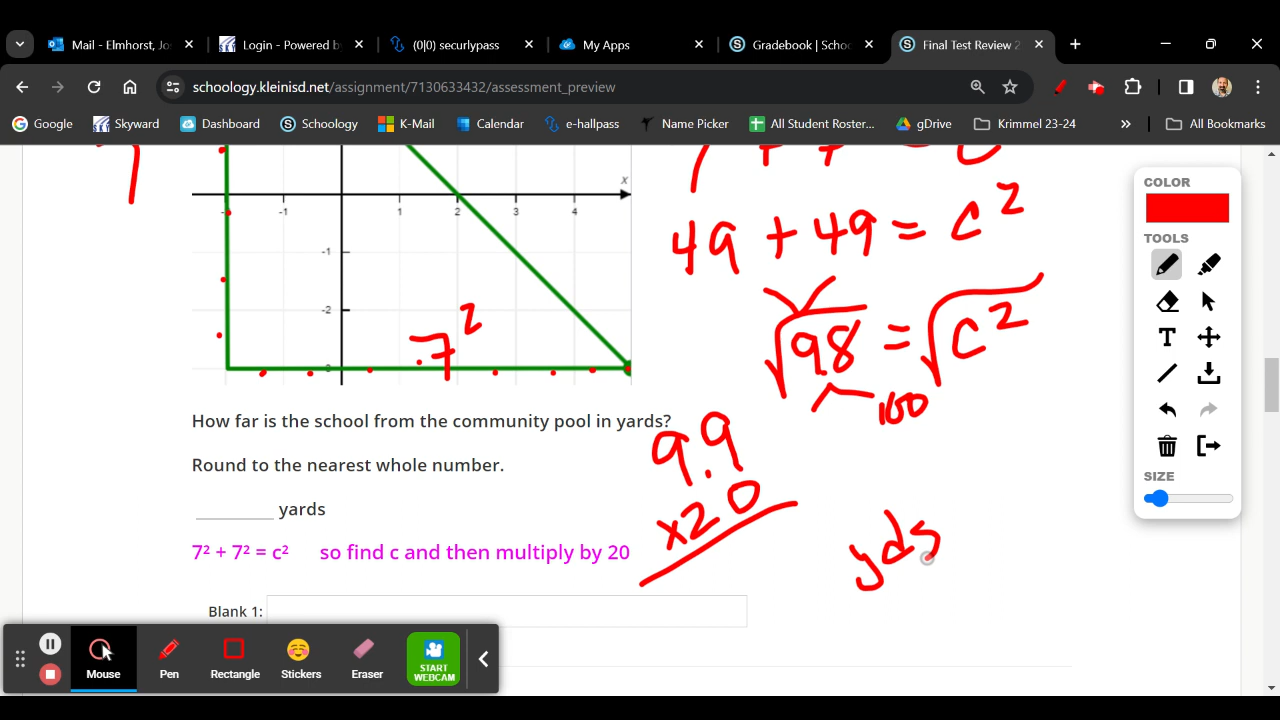 Mail - Elmhorst, Jos
Login - Powered by
(0|0) securlypass
My Apps
Gradebook | Schoo
Final Test Review 2
schoology.kleinisd.net/assignment/7130633432/assessment_preview
Google
Skyward
Dashboard
Schoology
K-Mail
Calendar
e-hallpass
Name Picker
All Student Roster...
gDrive
Krimmel 23-24
»
All Bookmarks
x
-1 1 2 3 4
-1
-2
7²
49 + 49 = c²
√98 = √c²
100
How far is the school from the community pool in yards?
Round to the nearest whole number.
_________ yards
7² + 7² = c² so find c and then multiply by 20
9.9
x20
yds
Blank 1:
COLOR
TOOLS
T
SIZE
Mouse
Pen
Rectangle
Stickers
Eraser
START
WEBCAM